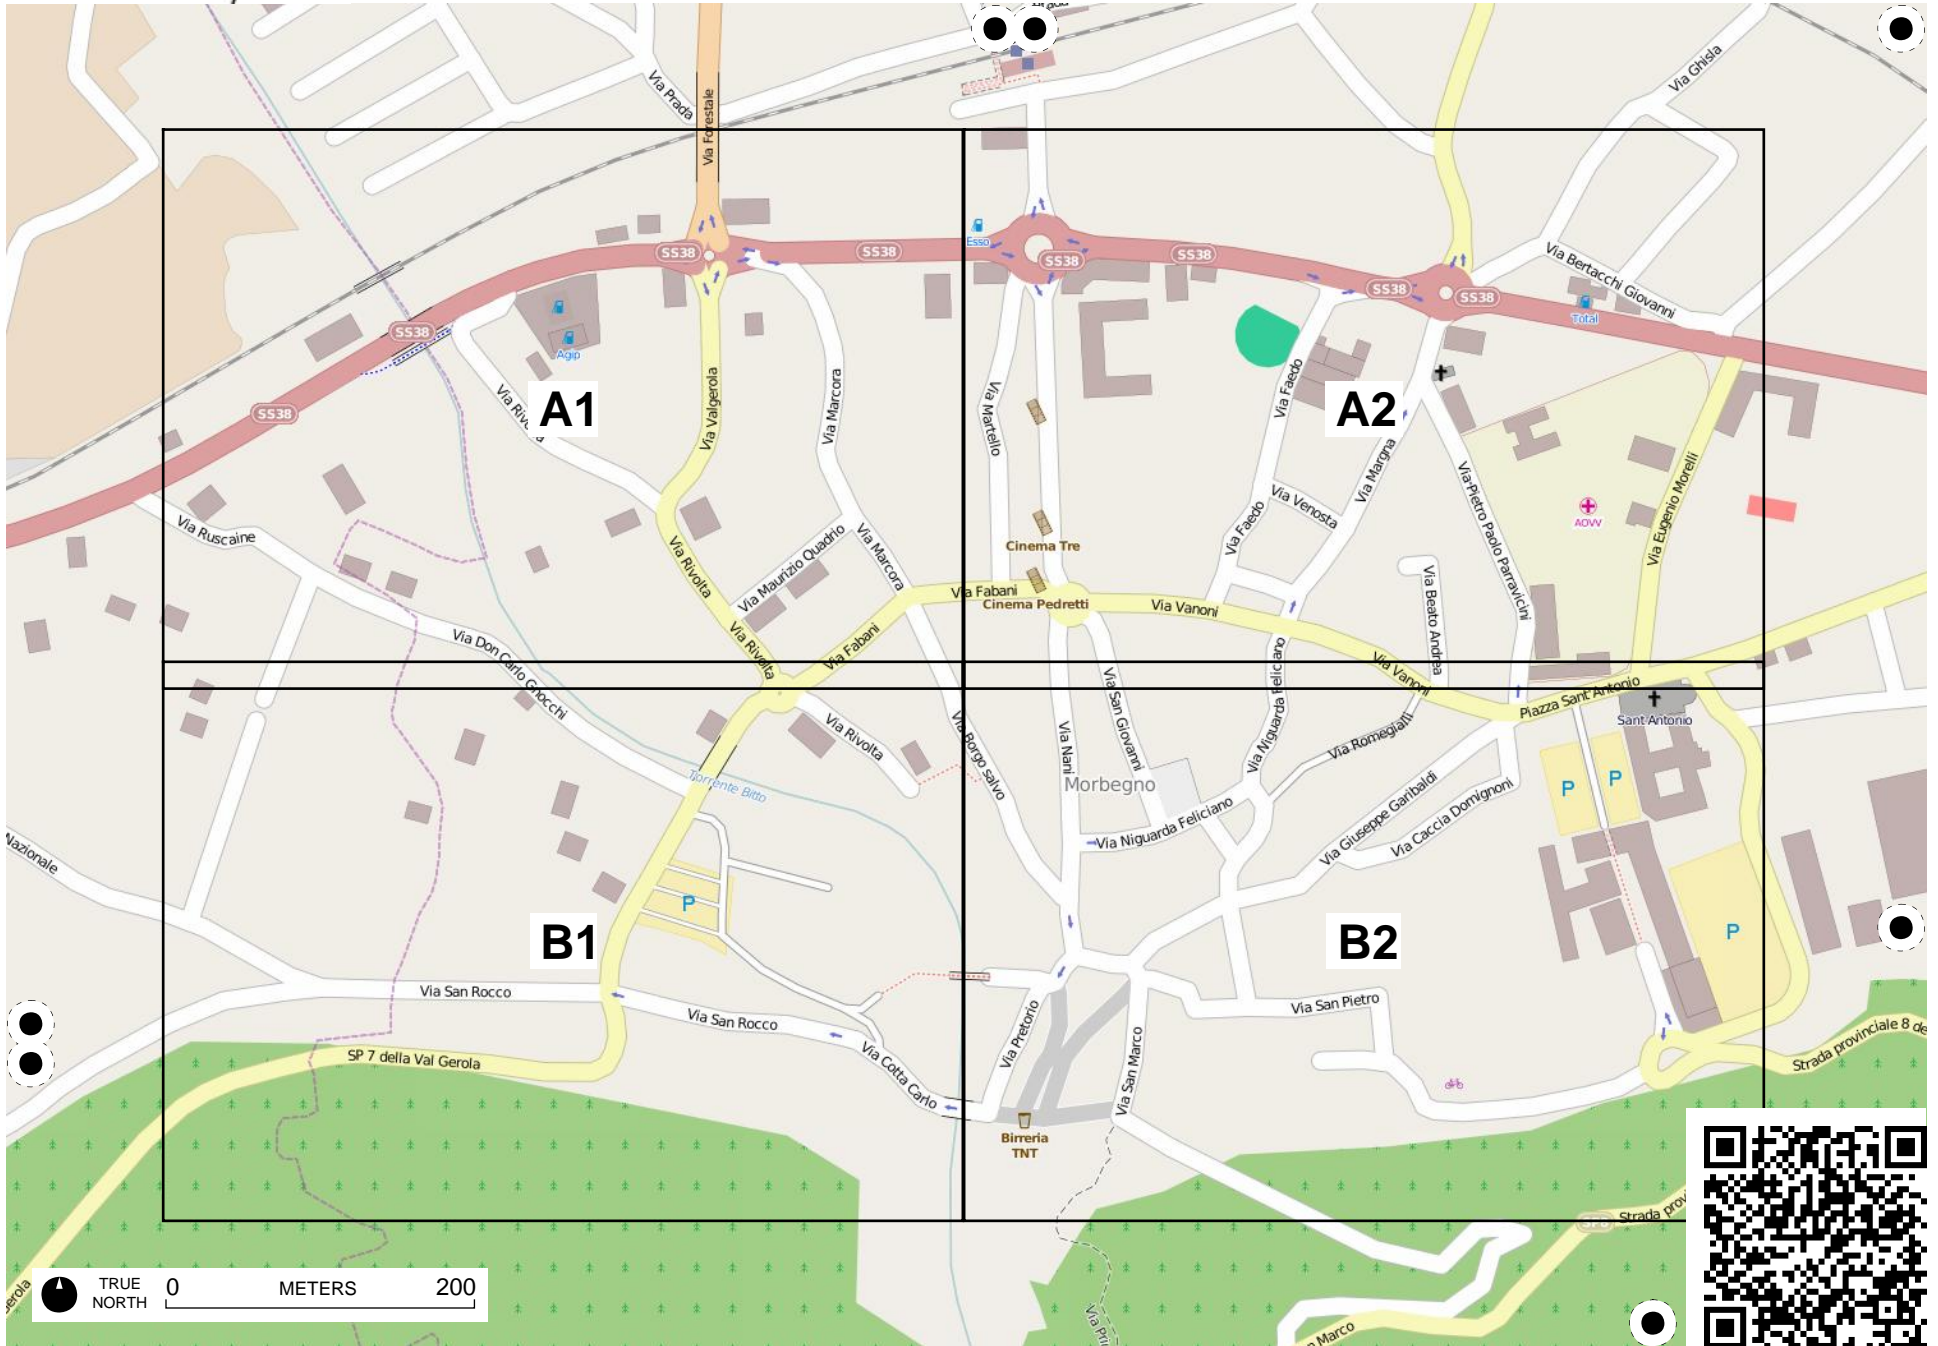 Via Prada
Via Forestale
Via Ghisla
SS38
SS38
Esso
SS38
SS38
SS38
SS38
Via Bertacchi Giovanni
Total
SS38
SS38
Agip
A1
A2
Via Valgerola
Via Marcora
Via Martello
Via Faedo
Via Margna
Via Pietro Paolo Parravicini
Via Eugenio Morelli
AOVV
Via Ruscaine
Via Rivolta
Via Maurizio Quadrio
Via Marcora
Cinema Tre
Via Faedo
Via Venosta
Via Fabani
Cinema Pedretti
Via Vanoni
Via Beato Andrea
Via Don Carlo Gnocchi
Via Rivolta
Via Fabani
Via San Giovanni
Via Niguarda Feliciano
Via Vanoni
Piazza Sant'Antonio
Sant Antonio
Via Rivolta
Via Borgo Salvo
Via Nani
Via Romegialli
Torrente Bitto
Morbegno
P
P
Via Niguarda Feliciano
Via Giuseppe Garibaldi
Via Caccia Domignoni
Nazionale
P
P
B1
B2
Via San Rocco
Via San Rocco
Via San Pietro
Via Pretorio
Via San Marco
SP 7 della Val Gerola
Via Cotta Carlo
Strada provinciale 8 de
Birreria
TNT
Strada prov
TRUE
NORTH
0 METERS 200
Marco